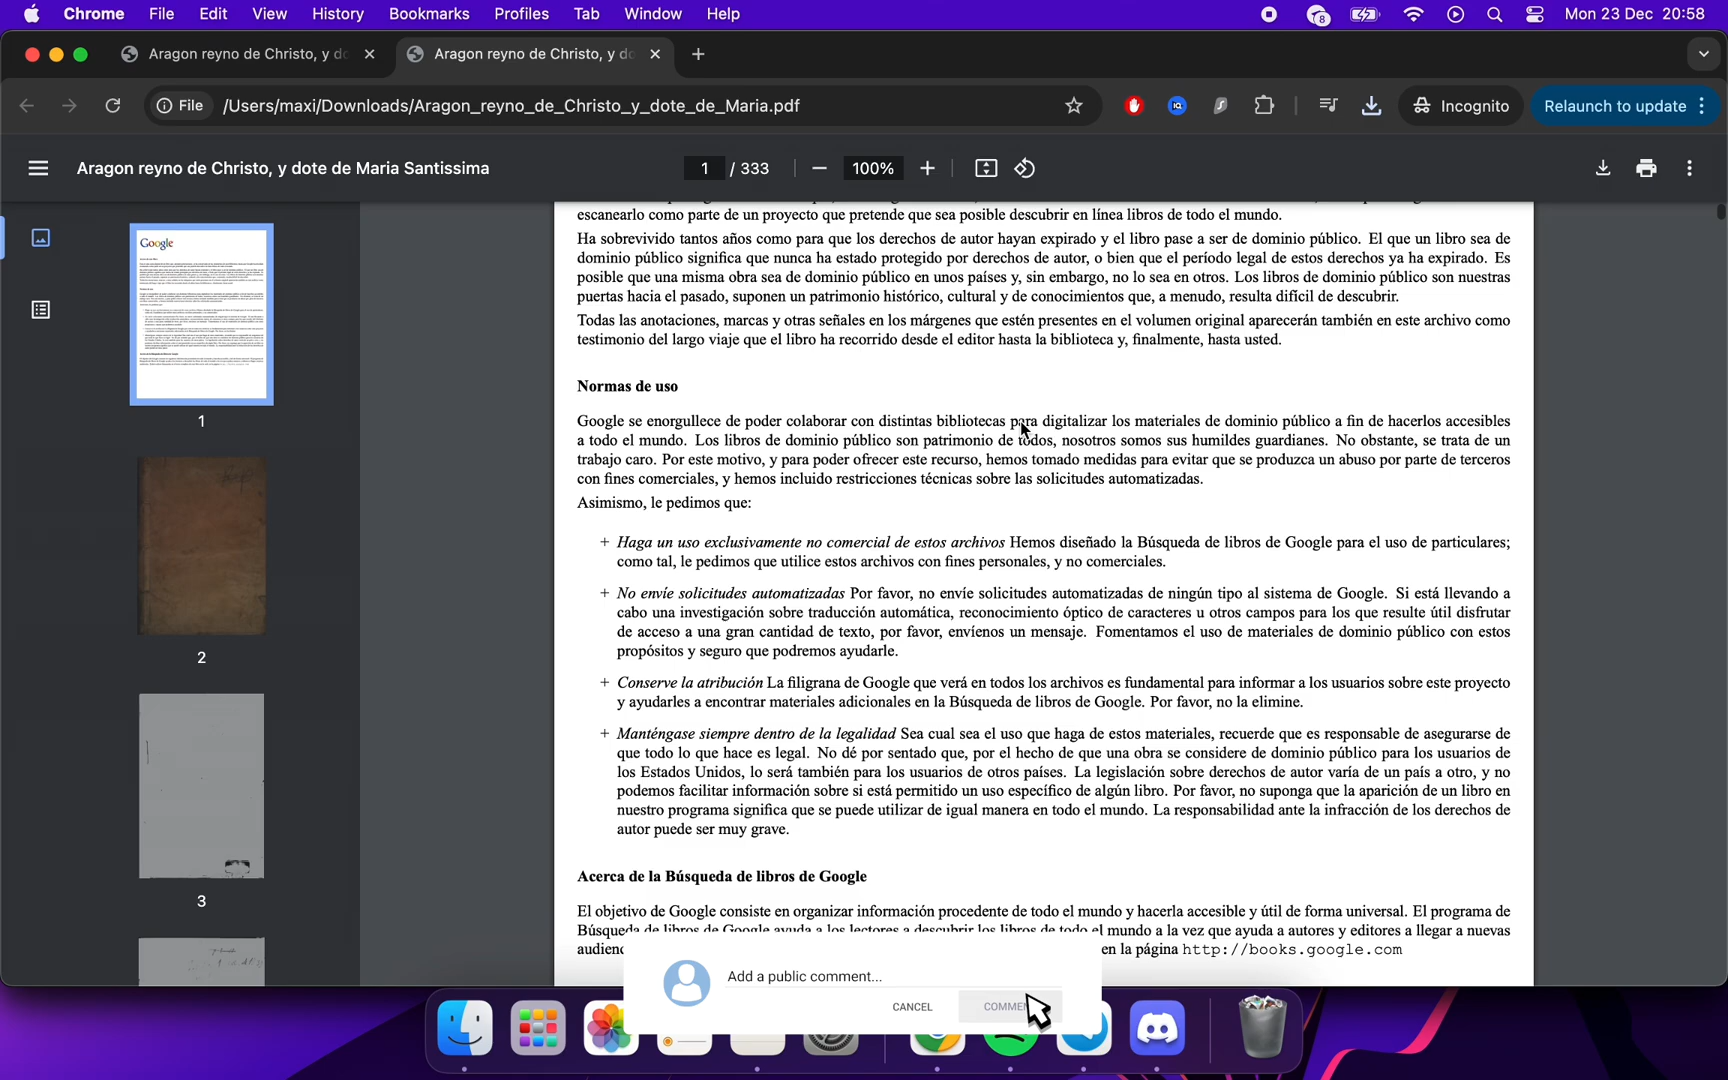 Chrome File Edit View History Bookmarks Profiles Tab Window Help 8 Mon 23 Dec 20:58
Aragon reyno de Christo, y do Aragon reyno de Christo, y do
File /Users/maxi/Downloads/Aragon_reyno_de_Christo_y_dote_de_Maria.pdf Incognito Relaunch to update
Aragon reyno de Christo, y dote de Maria Santissima 1 / 333 100%
Google
1
2
3
escanearlo como parte de un proyecto que pretende que sea posible descubrir en línea libros de todo el mundo.
Ha sobrevivido tantos años como para que los derechos de autor hayan expirado y el libro pase a ser de dominio público. El que un libro sea de
dominio público significa que nunca ha estado protegido por derechos de autor, o bien que el período legal de estos derechos ya ha expirado. Es
posible que una misma obra sea de dominio público en unos países y, sin embargo, no lo sea en otros. Los libros de dominio público son nuestras
puertas hacia el pasado, suponen un patrimonio histórico, cultural y de conocimientos que, a menudo, resulta difícil de descubrir.
Todas las anotaciones, marcas y otras señales en los márgenes que estén presentes en el volumen original aparecerán también en este archivo como
testimonio del largo viaje que el libro ha recorrido desde el editor hasta la biblioteca y, finalmente, hasta usted.
Normas de uso
Google se enorgullece de poder colaborar con distintas bibliotecas para digitalizar los materiales de dominio público a fin de hacerlos accesibles
a todo el mundo. Los libros de dominio público son patrimonio de todos, nosotros somos sus humildes guardianes. No obstante, se trata de un
trabajo caro. Por este motivo, y para poder ofrecer este recurso, hemos tomado medidas para evitar que se produzca un abuso por parte de terceros
con fines comerciales, y hemos incluido restricciones técnicas sobre las solicitudes automatizadas.
Asimismo, le pedimos que:
+ Haga un uso exclusivamente no comercial de estos archivos Hemos diseñado la Búsqueda de libros de Google para el uso de particulares;
como tal, le pedimos que utilice estos archivos con fines personales, y no comerciales.
+ No envíe solicitudes automatizadas Por favor, no envíe solicitudes automatizadas de ningún tipo al sistema de Google. Si está llevando a
cabo una investigación sobre traducción automática, reconocimiento óptico de caracteres u otros campos para los que resulte útil disfrutar
de acceso a una gran cantidad de texto, por favor, envíenos un mensaje. Fomentamos el uso de materiales de dominio público con estos
propósitos y seguro que podremos ayudarle.
+ Conserve la atribución La filigrana de Google que verá en todos los archivos es fundamental para informar a los usuarios sobre este proyecto
y ayudarles a encontrar materiales adicionales en la Búsqueda de libros de Google. Por favor, no la elimine.
+ Manténgase siempre dentro de la legalidad Sea cual sea el uso que haga de estos materiales, recuerde que es responsable de asegurarse de
que todo lo que hace es legal. No dé por sentado que, por el hecho de que una obra se considere de dominio público para los usuarios de
los Estados Unidos, lo será también para los usuarios de otros países. La legislación sobre derechos de autor varía de un país a otro, y no
podemos facilitar información sobre si está permitido un uso específico de algún libro. Por favor, no suponga que la aparición de un libro en
nuestro programa significa que se puede utilizar de igual manera en todo el mundo. La responsabilidad ante la infracción de los derechos de
autor puede ser muy grave.
Acerca de la Búsqueda de libros de Google
El objetivo de Google consiste en organizar información procedente de todo el mundo y hacerla accesible y útil de forma universal. El programa de
Búsqueda de libros de Google ayuda a los lectores a descubrir los libros de todo el mundo a la vez que ayuda a autores y editores a llegar a nuevas
en la página http://books.google.com
Add a public comment...
CANCEL COMMEN